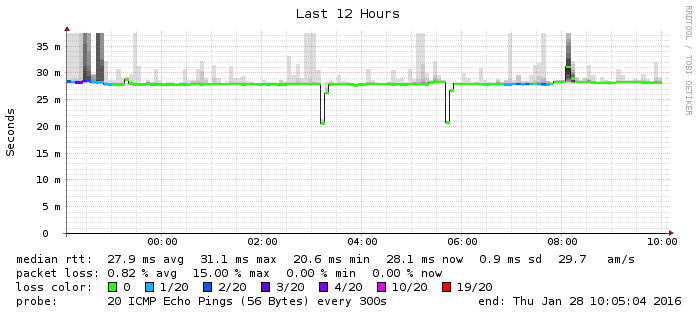 Last 12 Hours
RRDTOOL / TOBI OETIKER
Seconds
35 m
30 m
25 m
20 m
15 m
10 m
5 m
0
00:00 02:00 04:00 06:00 08:00 10:00
median rtt: 27.9 ms avg 31.1 ms max 20.6 ms min 28.1 ms now 0.9 ms sd 29.7 am/s
packet loss: 0.82 % avg 15.00 % max 0.00 % min 0.00 % now
loss color: 0 1/20 2/20 3/20 4/20 10/20 19/20
probe: 20 ICMP Echo Pings (56 Bytes) every 300s end: Thu Jan 28 10:05:04 2016